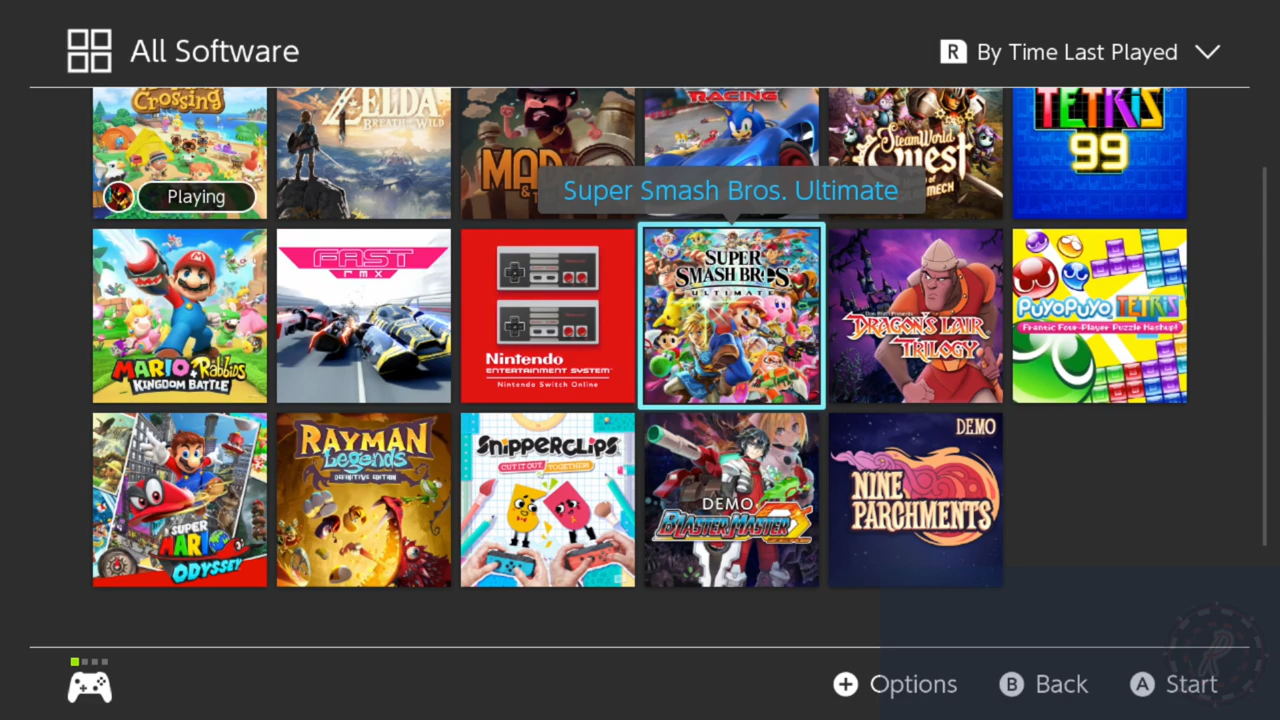 All Software
R By Time Last Played
Crossing
Playing
ZELDA
BREATH OF THE WILD
MAD
RACING
SteamWorld
Quest
TETRIS
99
Super Smash Bros. Ultimate
MARIO + Rabbids
KINGDOM BATTLE
FAST
rmx
Nintendo
ENTERTAINMENT SYSTEM
Nintendo Switch Online
SUPER
SMASH BROS.
ULTIMATE
DRAGON'S LAIR
TRILOGY
PUYOPUYO TETRIS
Frantic Four-Player Puzzle Mashup!
SUPER
MARIO
ODYSSEY
RAYMAN
Legends
DEFINITIVE EDITION
SNIPPERCLIPS
CUT IT OUT, TOGETHER!
DEMO
BLASTER MASTER
DEMO
NINE
PARCHMENTS
+ Options
B Back
A Start